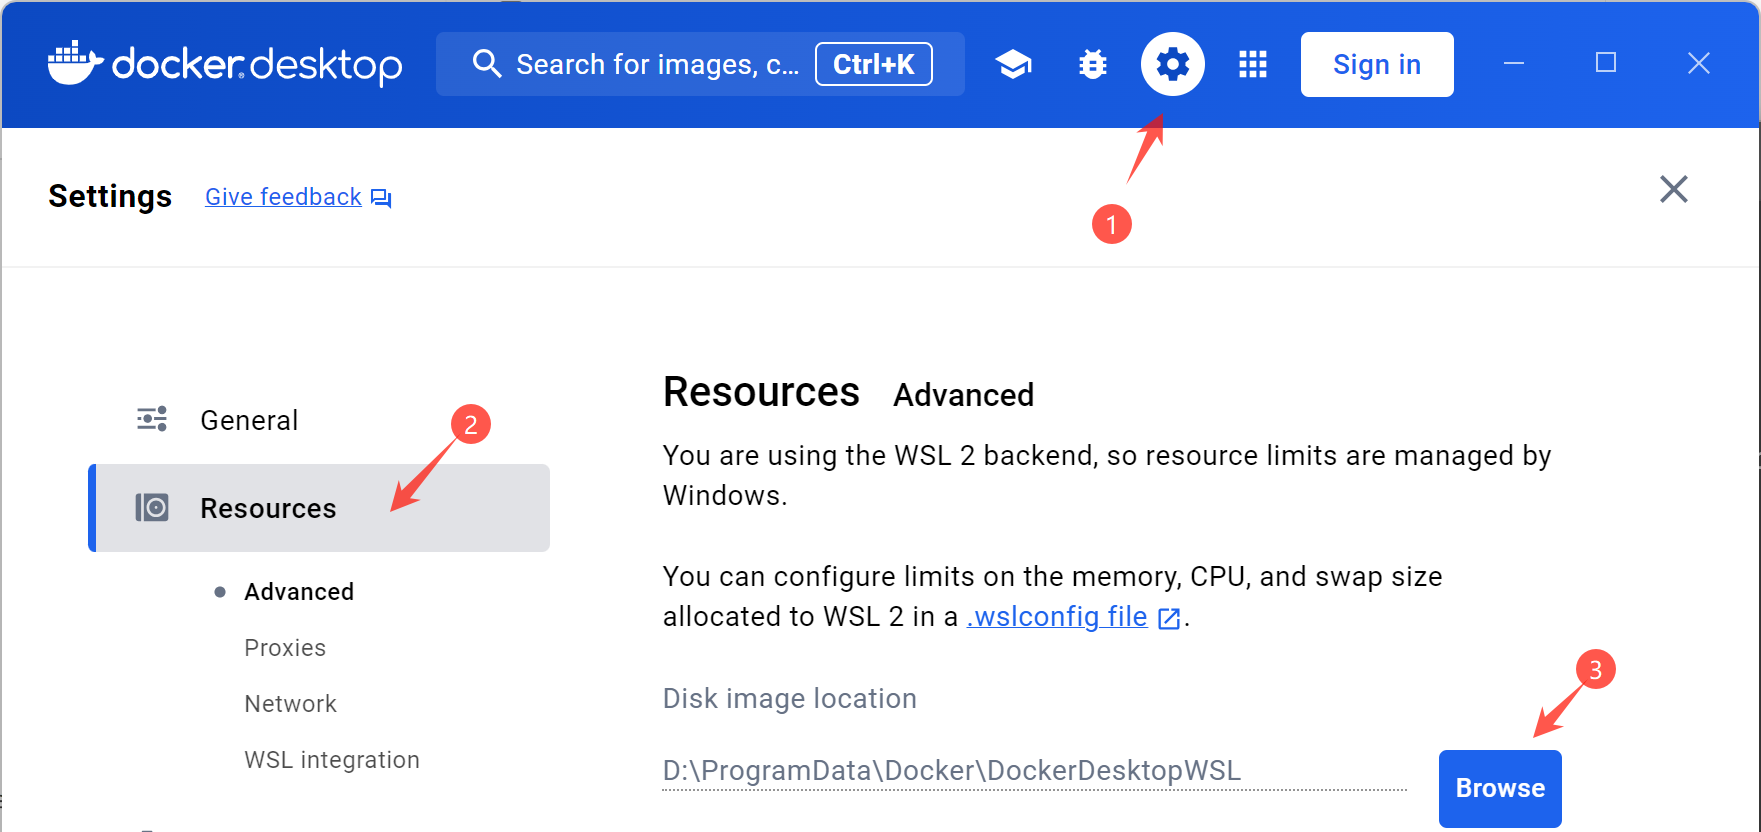 docker desktop
Search for images, c... Ctrl+K
Sign in
1
Settings Give feedback
General
2
Resources
Advanced
Proxies
Network
WSL integration
Resources Advanced
You are using the WSL 2 backend, so resource limits are managed by
Windows.
You can configure limits on the memory, CPU, and swap size
allocated to WSL 2 in a .wslconfig file.
Disk image location
3
D:\ProgramData\Docker\DockerDesktopWSL
Browse